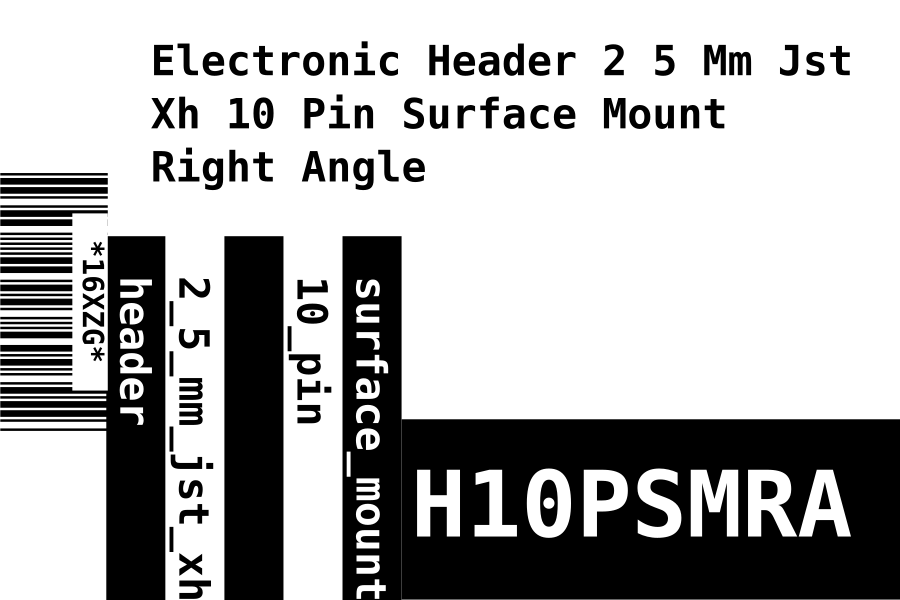 Electronic Header 2 5 Mm Jst
Xh 10 Pin Surface Mount
Right Angle
*16XZG*
header
2_5_mm_jst_xh
10_pin
surface_mount
H10PSMRA